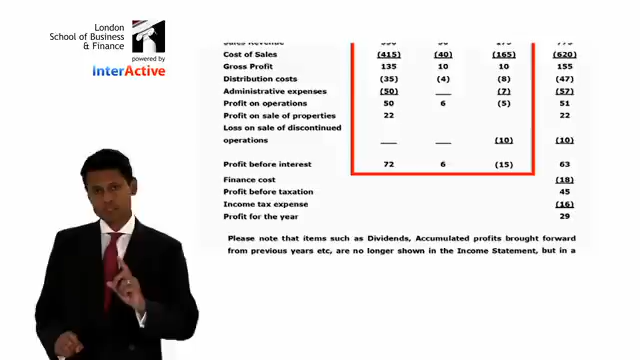 London
School of Business
& Finance
powered by
InterActive
Cost of Sales (415) (40) (165) (620)
Gross Profit 135 10 10 155
Distribution costs (35) (4) (8) (47)
Administrative expenses (50) (7) (57)
Profit on operations 50 6 (5) 51
Profit on sale of properties 22 22
Loss on sale of discontinued
operations (10) (10)
Profit before interest 72 6 (15) 63
Finance cost (18)
Profit before taxation 45
Income tax expense (16)
Profit for the year 29
Please note that items such as Dividends, Accumulated profits brought forward
from previous years etc, are no longer shown in the Income Statement, but in a